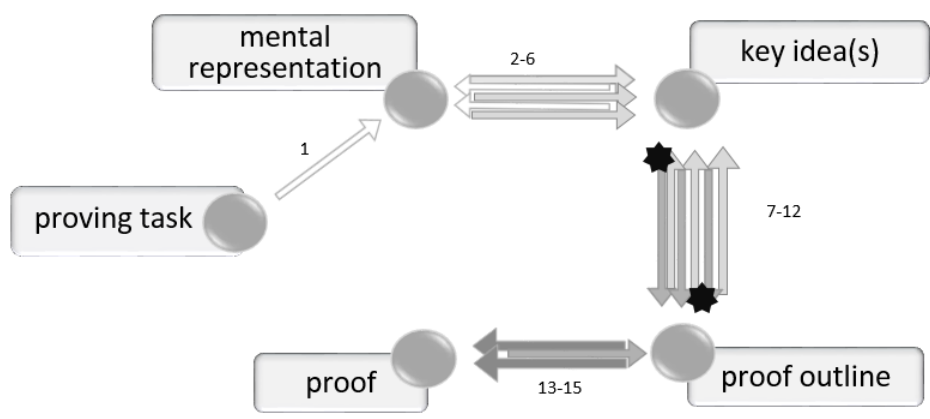 mental
representation
2-6
key idea(s)
1
proving task
7-12
proof
13-15
proof outline